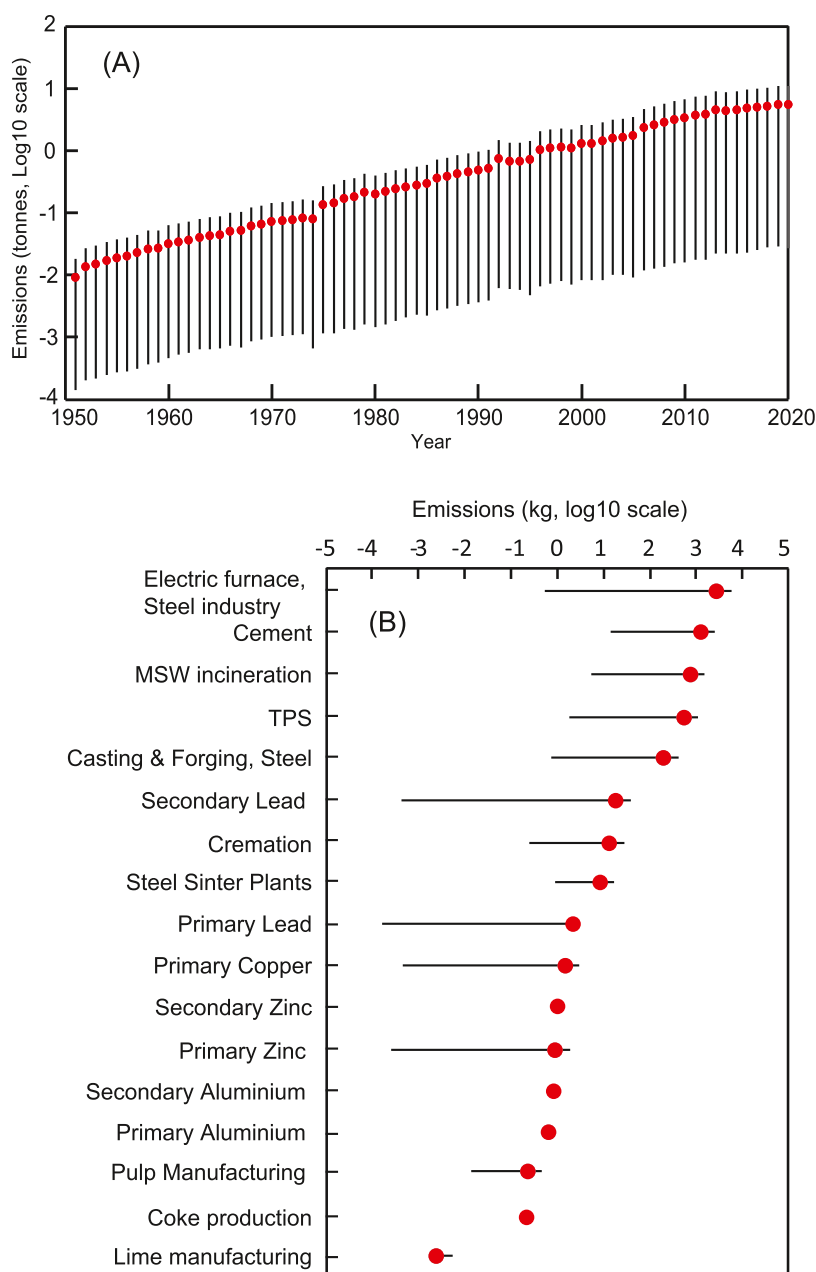 (A)
Emissions (tonnes, Log10 scale)
2
1
0
-1
-2
-3
-4
1950 1960 1970 1980 1990 2000 2010 2020
Year
Emissions (kg, log10 scale)
-5 -4 -3 -2 -1 0 1 2 3 4 5
(B)
Electric furnace,
Steel industry
Cement
MSW incineration
TPS
Casting & Forging, Steel
Secondary Lead
Cremation
Steel Sinter Plants
Primary Lead
Primary Copper
Secondary Zinc
Primary Zinc
Secondary Aluminium
Primary Aluminium
Pulp Manufacturing
Coke production
Lime manufacturing